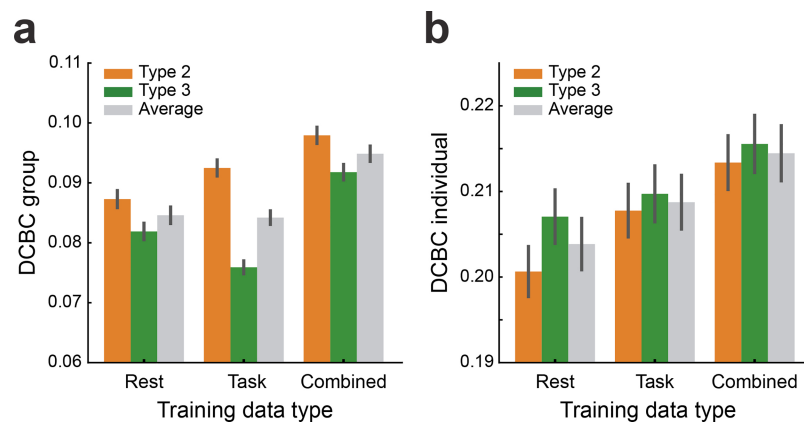 a
0.11
0.10
0.09
0.08
0.07
0.06
DCBC group
Type 2
Type 3
Average
Rest Task Combined
Training data type
b
0.22
0.21
0.20
0.19
DCBC individual
Type 2
Type 3
Average
Rest Task Combined
Training data type